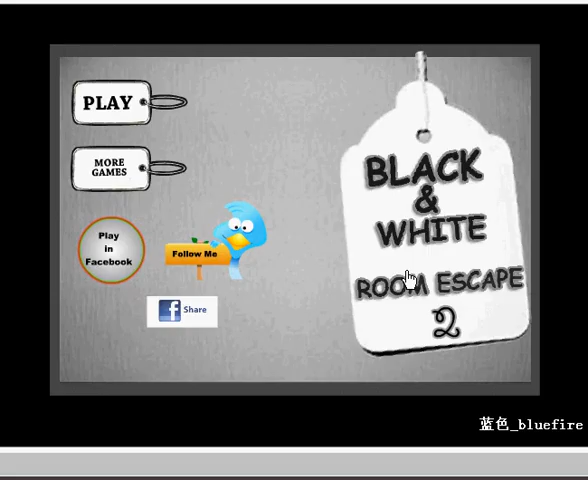 PLAY
MORE
GAMES
Play
in
Facebook
Follow Me
f Share
BLACK
&
WHITE
ROOM ESCAPE
2
蓝色_bluefire